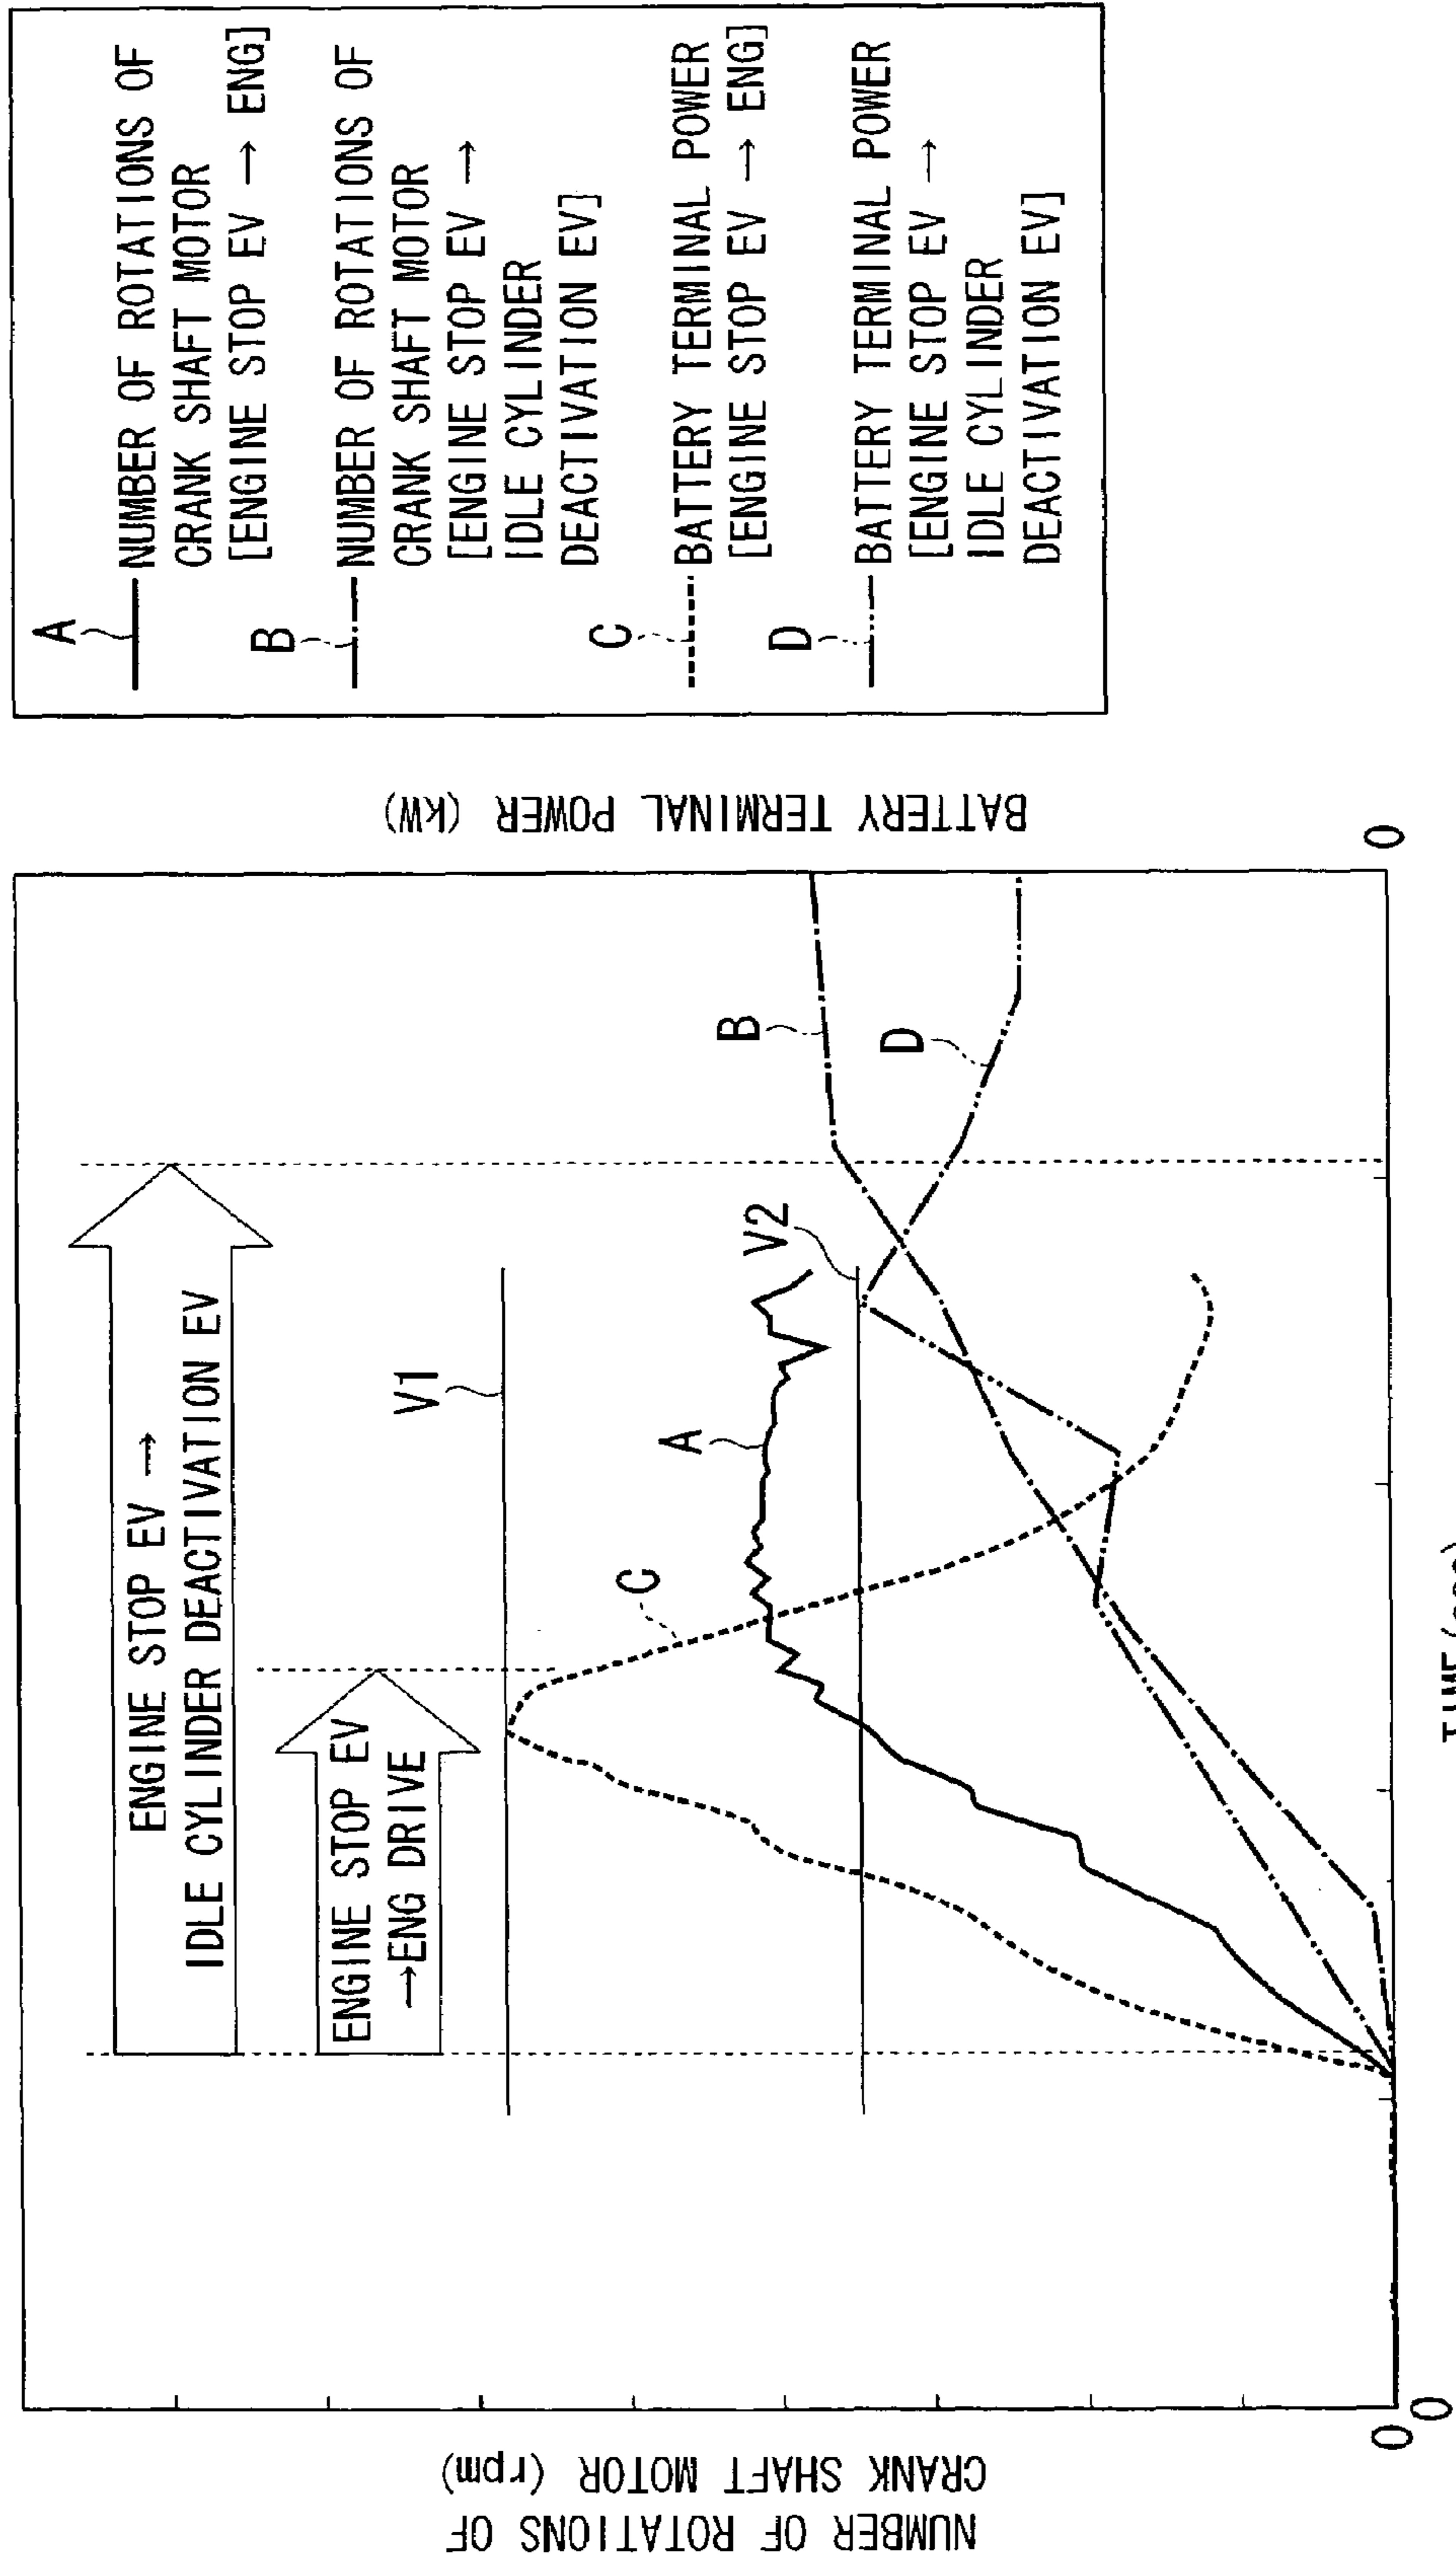 NUMBER OF ROTATIONS OF
CRANK SHAFT MOTOR (rpm)
ENGINE STOP EV →
IDLE CYLINDER DEACTIVATION EV
ENGINE STOP EV
→ENG DRIVE
V1
C
A
V2
B
D
0
0
0
BATTERY TERMINAL POWER (kW)
A
NUMBER OF ROTATIONS OF
CRANK SHAFT MOTOR
[ENGINE STOP EV → ENG]
B
NUMBER OF ROTATIONS OF
CRANK SHAFT MOTOR
[ENGINE STOP EV →
IDLE CYLINDER
DEACTIVATION EV]
C
BATTERY TERMINAL POWER
[ENGINE STOP EV → ENG]
D
BATTERY TERMINAL POWER
[ENGINE STOP EV →
IDLE CYLINDER
DEACTIVATION EV]